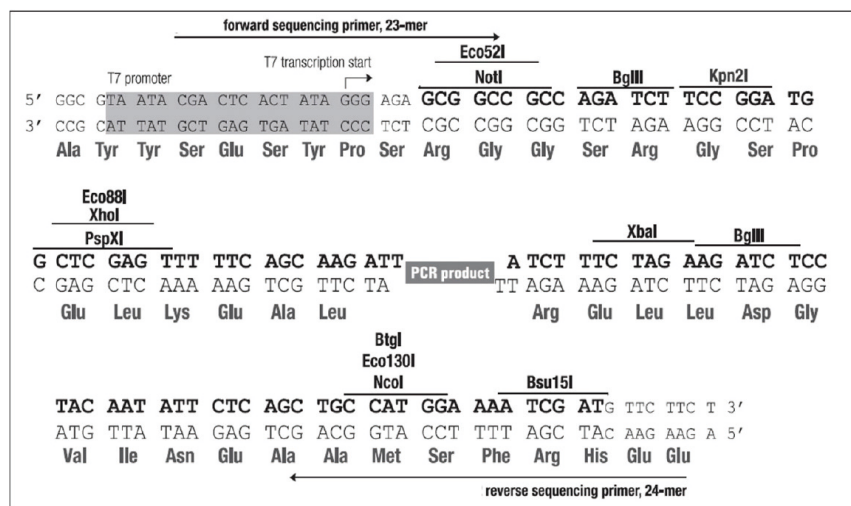 forward sequencing primer, 23-mer
Eco52I
T7 promoter T7 transcription start NotI BglII Kpn2I
5′ GGC GTAA ATA CGA CTC ACT ATA GGG AGA GCG GCC GCC AGA TCT TCC GGA TG
3′ CCG CATT TAT GCT GAG TGA TAT CCC TCT CGC CGG CGG TCT AGA AGG CCT AC
Ala Tyr Tyr Ser Glu Ser Tyr Pro Ser Arg Gly Gly Ser Arg Gly Ser Pro
Eco88I
XhoI
PspXI XbaI BglII
G CTC GAG TTT TTC AGC AAG ATT PCR product A TCT TTC TAG AAG ATC TCC
C GAG CTC AAA AAG TCG TTC TA TT AGA AAG ATC TTC TAG AGG
Glu Leu Lys Glu Ala Leu Arg Glu Leu Leu Asp Gly
BtgI
Eco130I
NcoI Bsu15I
TAC AAT ATT CTC AGC TGC CAT GGA AAA TCG ATG TTC TTC T 3′
ATG TTA TAA GAG TCG ACG GTA CCT TTT AGC TAC AAG AAG A 5′
Val Ile Asn Glu Ala Ala Met Ser Phe Arg His Glu Glu
reverse sequencing primer, 24-mer